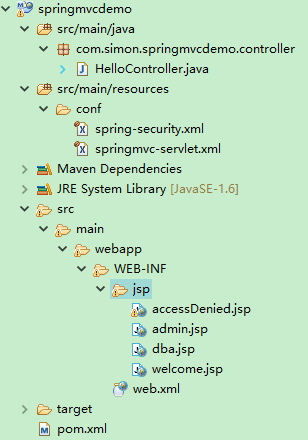 springmvcdemo
src/main/java
com.simon.springmvcdemo.controller
HelloController.java
src/main/resources
conf
spring-security.xml
springmvc-servlet.xml
Maven Dependencies
JRE System Library [JavaSE-1.6]
src
main
webapp
WEB-INF
jsp
accessDenied.jsp
admin.jsp
dba.jsp
welcome.jsp
web.xml
target
pom.xml